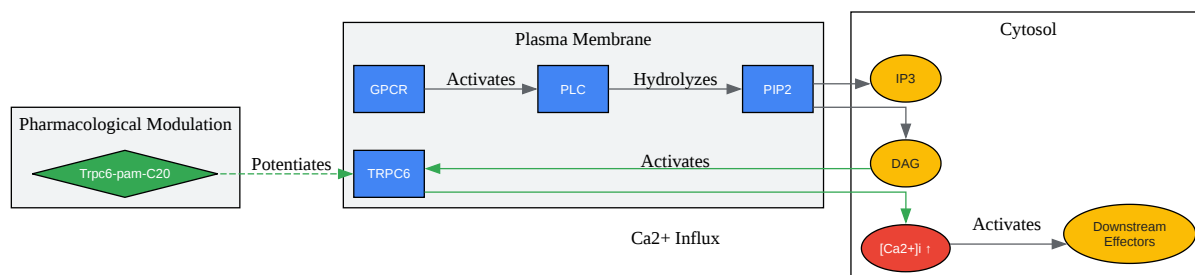 Plasma Membrane
Cytosol
GPCR
Activates
PLC
Hydrolyzes
PIP2
IP3
Pharmacological Modulation
Trpc6-pam-C20
Potentiates
TRPC6
Activates
DAG
Ca2+ Influx
[Ca2+]i ↑
Activates
Downstream
Effectors